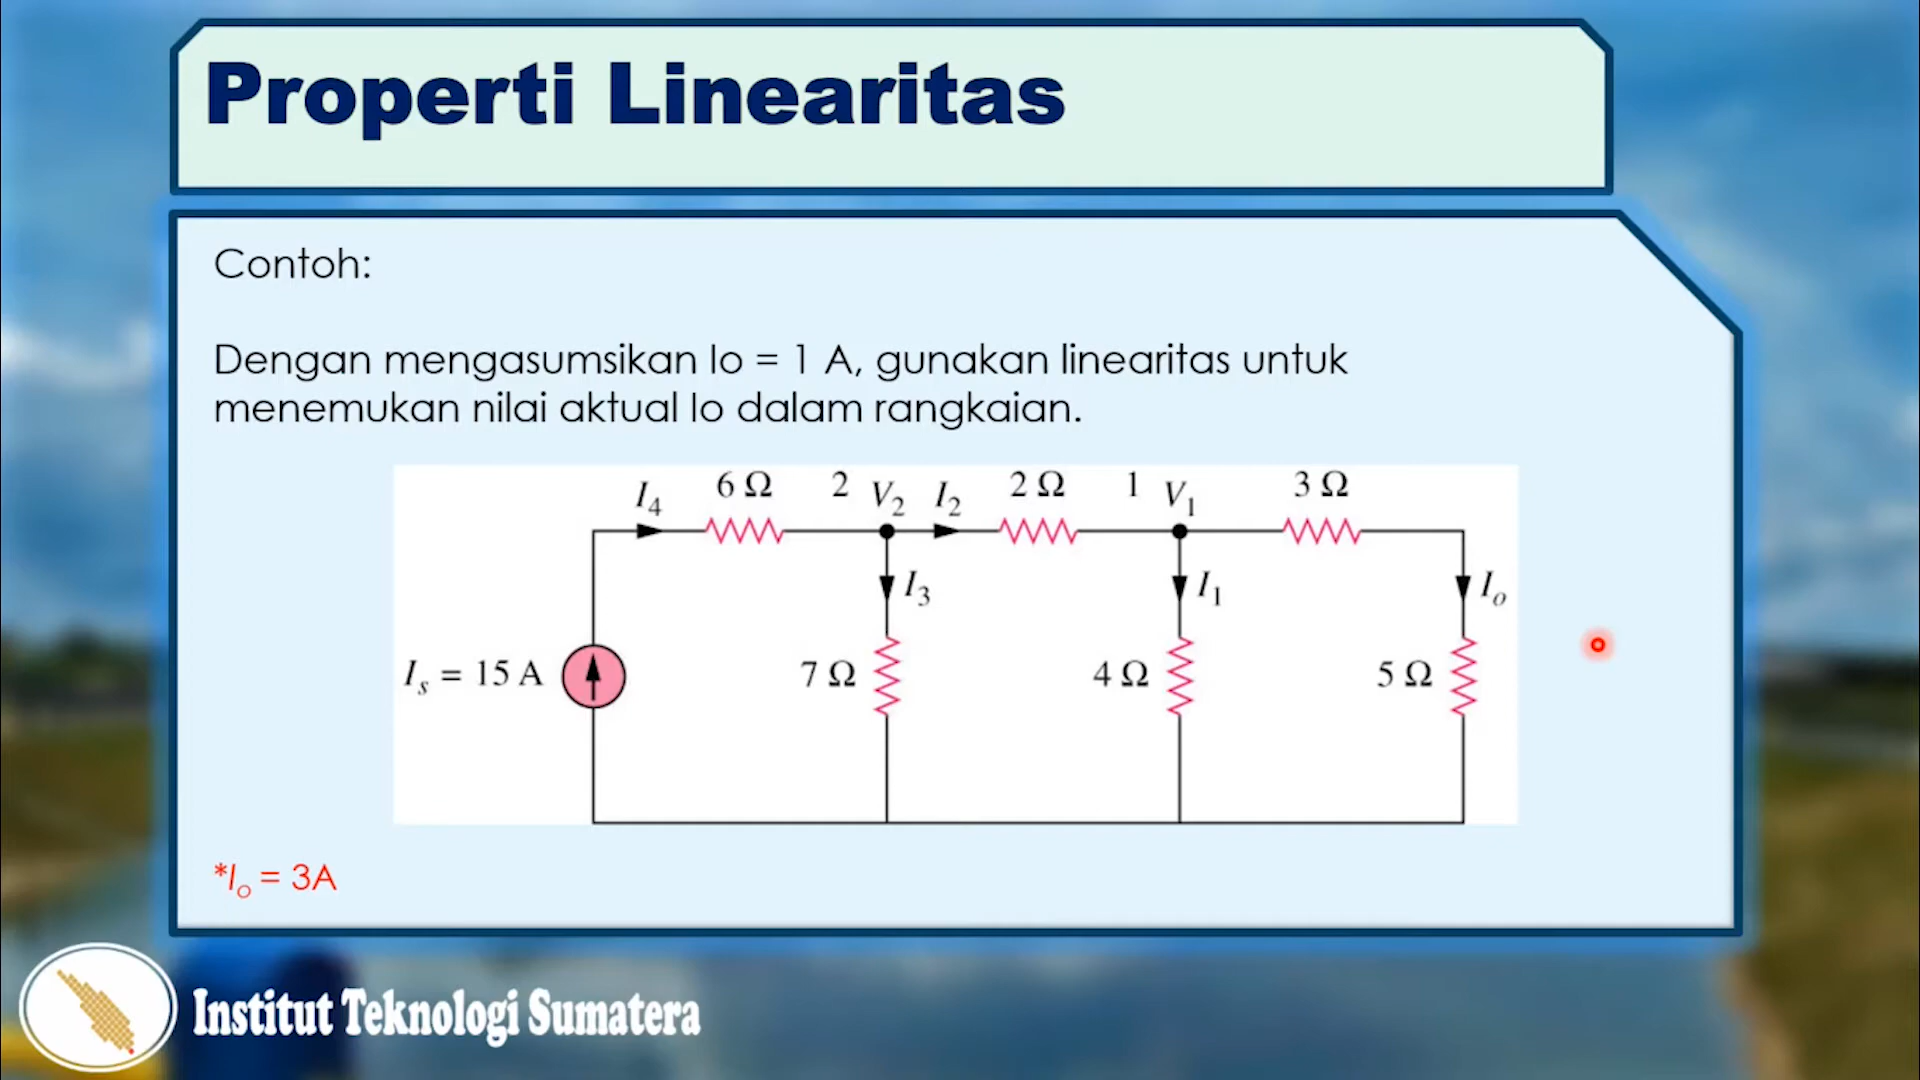 Properti Linearitas
Contoh:
Dengan mengasumsikan Io = 1 A, gunakan linearitas untuk
menemukan nilai aktual Io dalam rangkaian.
I₄ 6 Ω 2 V₂ I₂ 2 Ω 1 V₁ 3 Ω
I₃ I₁ Iₒ
Iₛ = 15 A 7 Ω 4 Ω 5 Ω
*Iₒ = 3A
Institut Teknologi Sumatera